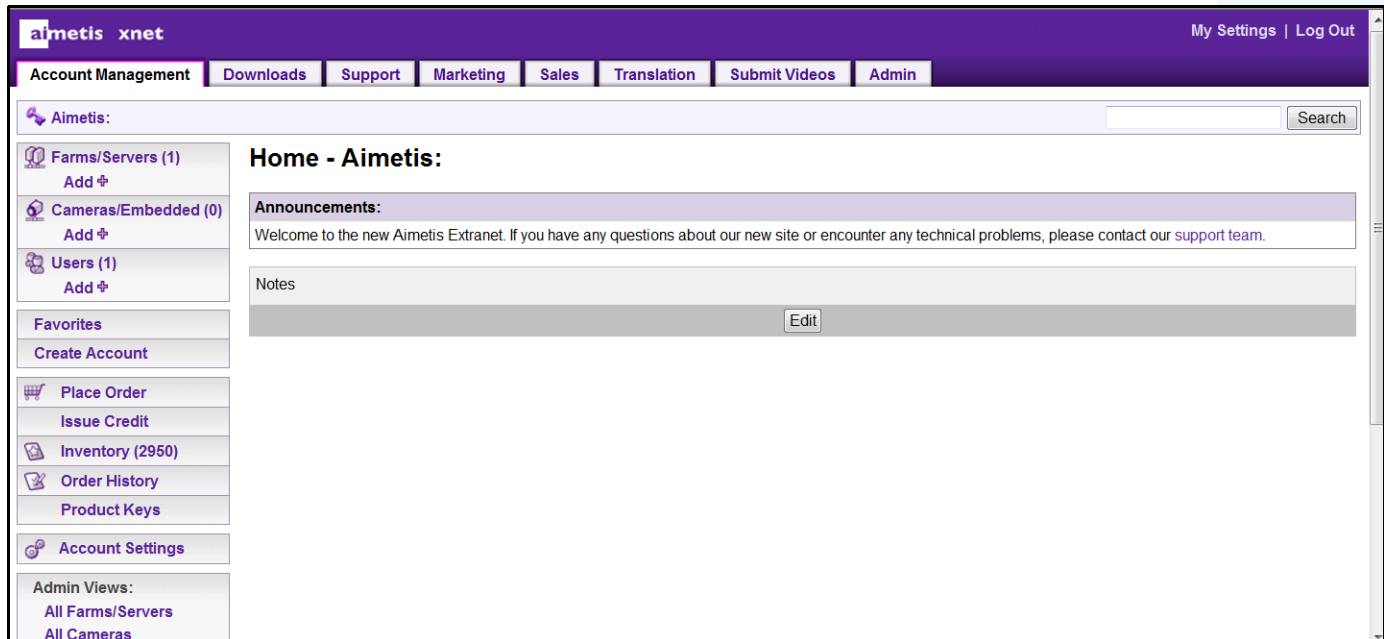 aimetis xnet
My Settings | Log Out
Account Management Downloads Support Marketing Sales Translation Submit Videos Admin
Aimetis:
Search
Farms/Servers (1)
Add
Cameras/Embedded (0)
Add
Users (1)
Add
Favorites
Create Account
Place Order
Issue Credit
Inventory (2950)
Order History
Product Keys
Account Settings
Admin Views:
All Farms/Servers
All Cameras
Home - Aimetis:
Announcements:
Welcome to the new Aimetis Extranet. If you have any questions about our new site or encounter any technical problems, please contact our support team.
Notes
Edit